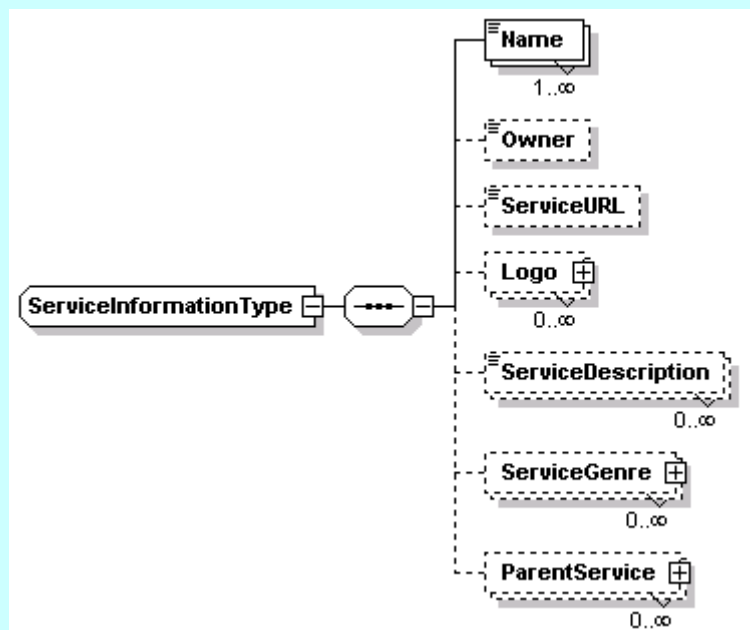 Name
1..∞
Owner
ServiceURL
Logo
0..∞
ServiceInformationType
ServiceDescription
0..∞
ServiceGenre
0..∞
ParentService
0..∞